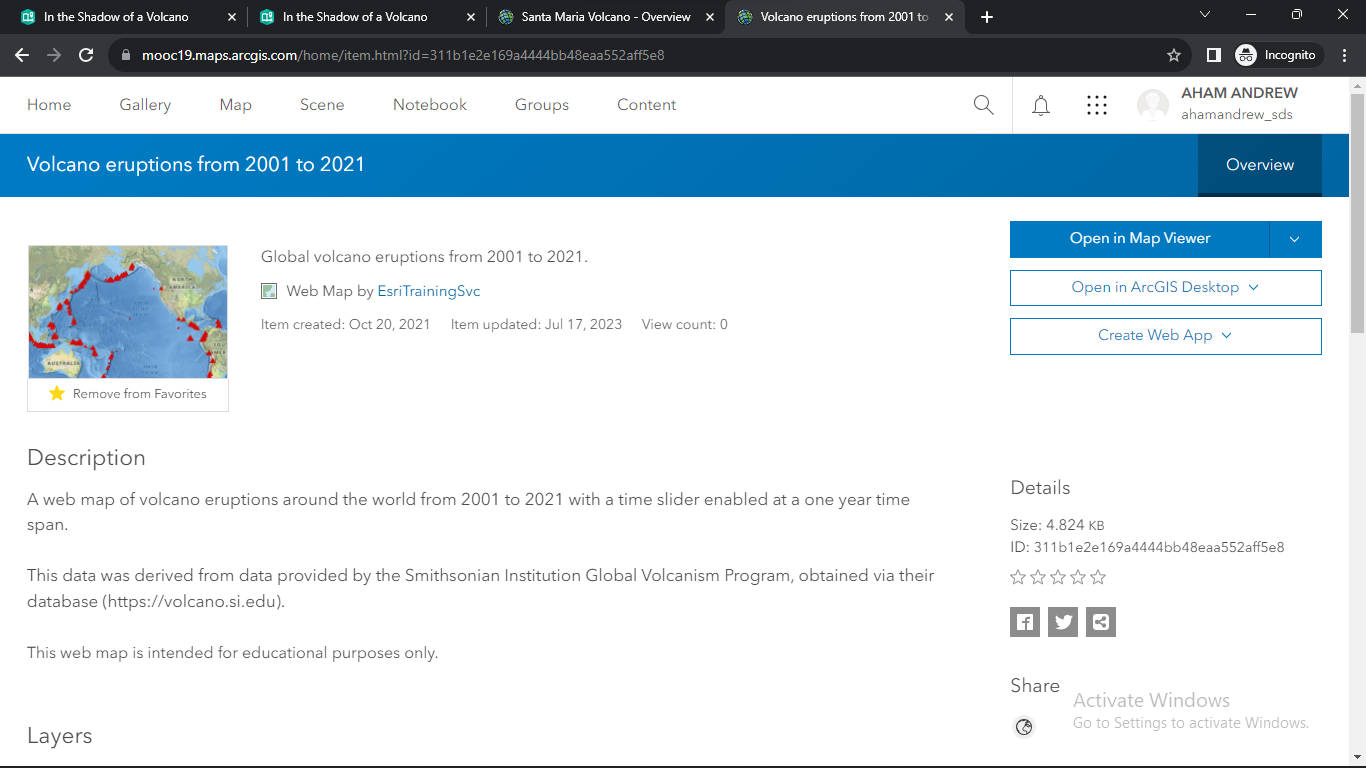 In the Shadow of a Volcano
In the Shadow of a Volcano
Santa Maria Volcano - Overview
Volcano eruptions from 2001 to
mooc19.maps.arcgis.com/home/item.html?id=311b1e2e169a4444bb48eaa552aff5e8
Incognito
Home
Gallery
Map
Scene
Notebook
Groups
Content
AHAM ANDREW
ahamandrew_sds
Volcano eruptions from 2001 to 2021
Overview
Global volcano eruptions from 2001 to 2021.
Web Map by EsriTrainingSvc
Item created: Oct 20, 2021 Item updated: Jul 17, 2023 View count: 0
Open in Map Viewer
Open in ArcGIS Desktop
Create Web App
NORTH
AMERICA
AUSTRALIA
Remove from Favorites
Description
A web map of volcano eruptions around the world from 2001 to 2021 with a time slider enabled at a one year time
span.
This data was derived from data provided by the Smithsonian Institution Global Volcanism Program, obtained via their
database (https://volcano.si.edu).
This web map is intended for educational purposes only.
Layers
Details
Size: 4.824 KB
ID: 311b1e2e169a4444bb48eaa552aff5e8
Share
Activate Windows
Go to Settings to activate Windows.